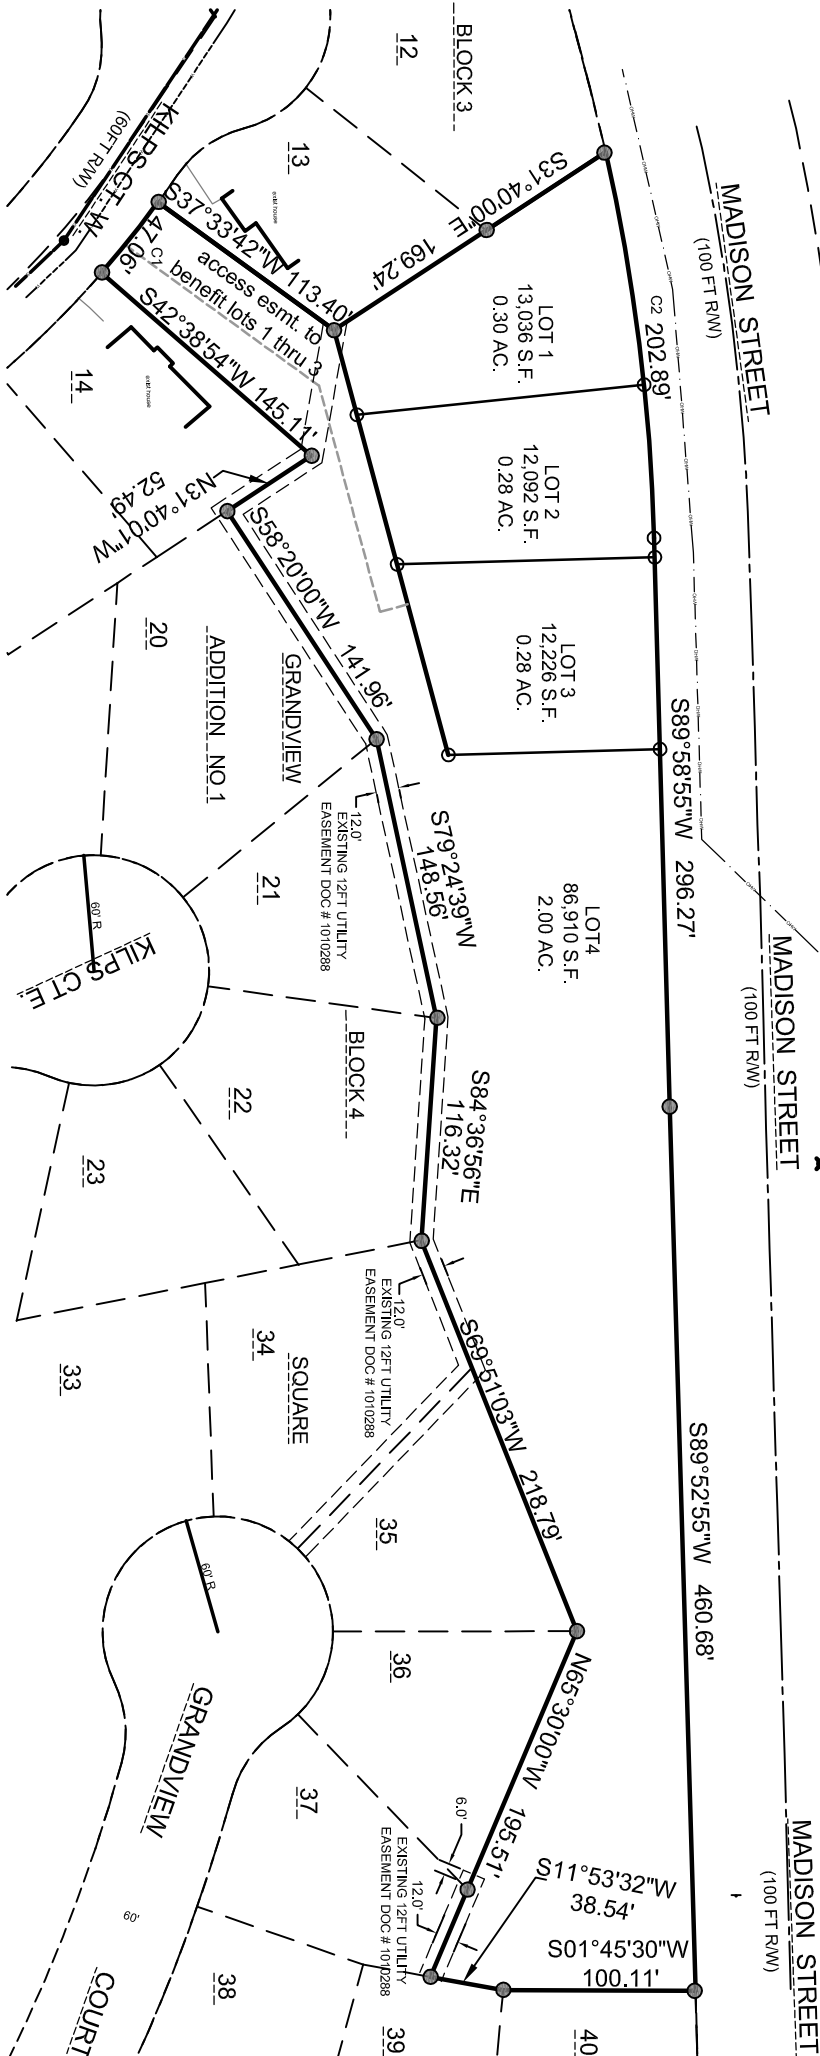 BLOCK 3
12
13
KILPS CT. W.
(60FT R/W)
exist house
S37°33'42"W 113.40'
47.06'
C1
access esmt. to
benefit lots 1 thru 3
S42°38'54"W 145.11'
exist house
14
N31°40'01"W
52.49'
S31°40'00"E
169.24'
MADISON STREET
(100 FT R/W)
C2 202.89'
LOT 1
13,036 S.F.
0.30 AC.
LOT 2
12,092 S.F.
0.28 AC.
LOT 3
12,226 S.F.
0.28 AC.
S58°20'00"W 141.96'
20
ADDITION NO 1
GRANDVIEW
S89°58'55"W 296.27'
LOT4
86,910 S.F.
2.00 AC.
MADISON STREET
(100 FT R/W)
S79°24'39"W
148.56'
12.0'
EXISTING 12FT UTILITY
EASEMENT DOC # 1010288
21
60' R
KILPS CT E.
BLOCK 4
22
23
S84°36'56"E
116.32'
12.0'
EXISTING 12FT UTILITY
EASEMENT DOC # 1010288
S69°51'03"W 218.79'
SQUARE
34
33
35
60' R
S89°52'55"W 460.68'
36
N65°30'00"W 195.51'
37
GRANDVIEW
COURT
60'
6.0'
12.0'
EXISTING 12FT UTILITY
EASEMENT DOC # 1010288
S11°53'32"W
38.54'
S01°45'30"W
100.11'
MADISON STREET
(100 FT R/W)
38
39
40